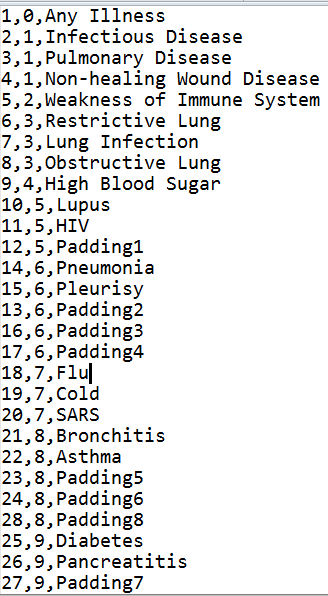 1,0,Any Illness
2,1,Infectious Disease
3,1,Pulmonary Disease
4,1,Non-healing Wound Disease
5,2,Weakness of Immune System
6,3,Restrictive Lung
7,3,Lung Infection
8,3,Obstructive Lung
9,4,High Blood Sugar
10,5,Lupus
11,5,HIV
12,5,Padding1
14,6,Pneumonia
15,6,Pleurisy
13,6,Padding2
16,6,Padding3
17,6,Padding4
18,7,Flu
19,7,Cold
20,7,SARS
21,8,Bronchitis
22,8,Asthma
23,8,Padding5
24,8,Padding6
28,8,Padding8
25,9,Diabetes
26,9,Pancreatitis
27,9,Padding7